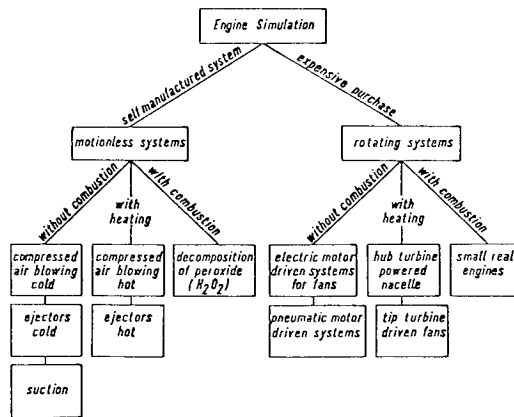 Engine Simulation
self manufactured system
expensive purchase
motionless systems
rotating systems
without combustion
with
heating
with combustion
without combustion
with
heating
with combustion
compressed
air blowing
cold
compressed
air blowing
hot
decomposition
of peroxide
(H2O2)
electric motor
driven systems
for fans
hub turbine
powered
nacelle
small real
engines
ejectors
cold
ejectors
hot
pneumatic motor
driven systems
tip turbine
driven fans
suction